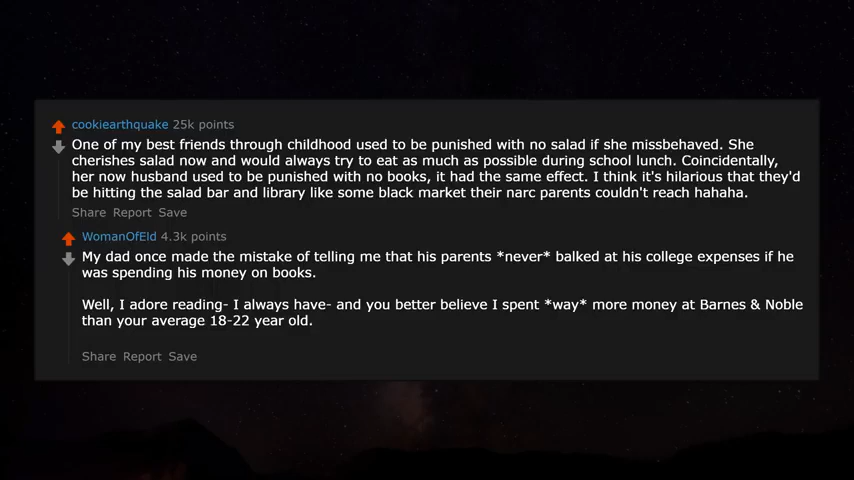 cookiearthquake 25k points
One of my best friends through childhood used to be punished with no salad if she missbehaved. She
cherishes salad now and would always try to eat as much as possible during school lunch. Coincidentally,
her now husband used to be punished with no books, it had the same effect. I think it's hilarious that they'd
be hitting the salad bar and library like some black market their narc parents couldn't reach hahaha.
Share Report Save
WomanOfEld 4.3k points
My dad once made the mistake of telling me that his parents *never* balked at his college expenses if he
was spending his money on books.
Well, I adore reading- I always have- and you better believe I spent *way* more money at Barnes & Noble
than your average 18-22 year old.
Share Report Save